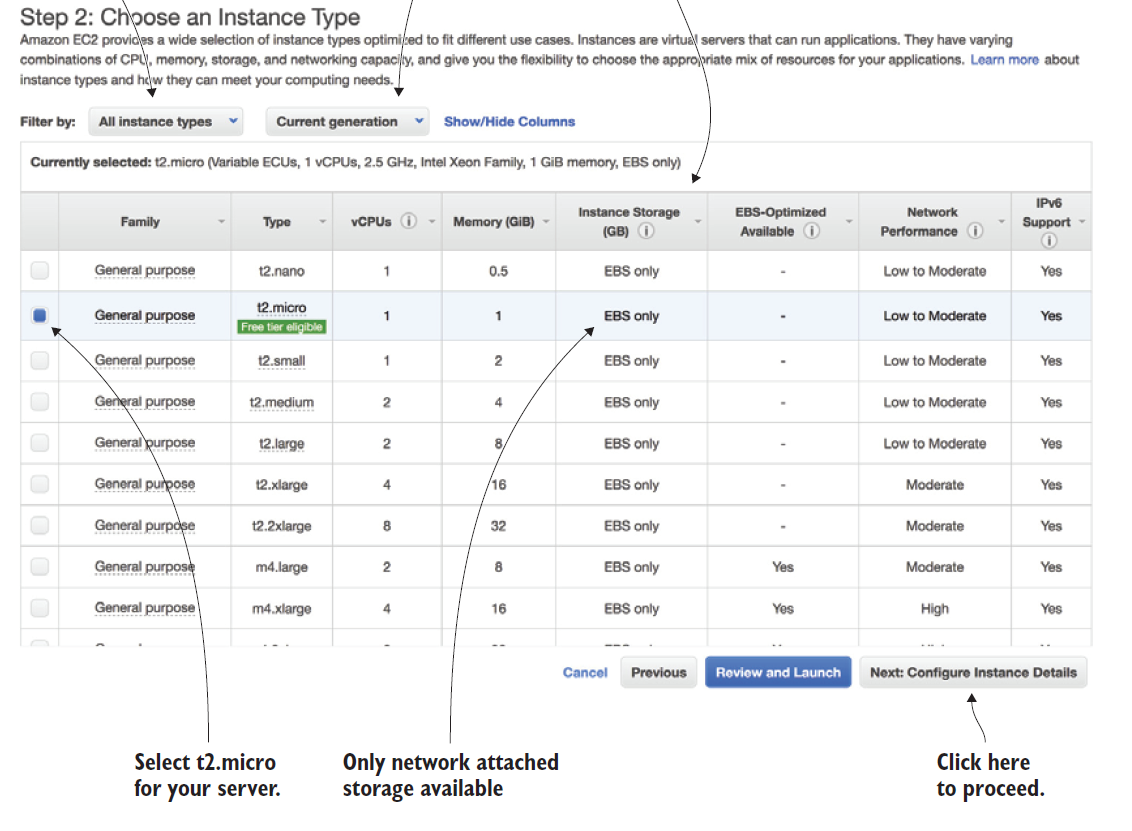 Step 2: Choose an Instance Type
Amazon EC2 provides a wide selection of instance types optimized to fit different use cases. Instances are virtual servers that can run applications. They have varying
combinations of CPU, memory, storage, and networking capacity, and give you the flexibility to choose the appropriate mix of resources for your applications. Learn more about
instance types and how they can meet your computing needs.
Filter by: All instance types Current generation Show/Hide Columns
Currently selected: t2.micro (Variable ECUs, 1 vCPUs, 2.5 GHz, Intel Xeon Family, 1 GiB memory, EBS only)
Family Type vCPUs Memory (GiB) Instance Storage (GB) EBS-Optimized Available Network Performance IPv6 Support
General purpose t2.nano 1 0.5 EBS only - Low to Moderate Yes
General purpose t2.micro Free tier eligible 1 1 EBS only - Low to Moderate Yes
General purpose t2.small 1 2 EBS only - Low to Moderate Yes
General purpose t2.medium 2 4 EBS only - Low to Moderate Yes
General purpose t2.large 2 8 EBS only - Low to Moderate Yes
General purpose t2.xlarge 4 16 EBS only - Moderate Yes
General purpose t2.2xlarge 8 32 EBS only - Moderate Yes
General purpose m4.large 2 8 EBS only Yes Moderate Yes
General purpose m4.xlarge 4 16 EBS only Yes High Yes
Cancel Previous Review and Launch Next: Configure Instance Details
Select t2.micro
for your server.
Only network attached
storage available
Click here
to proceed.